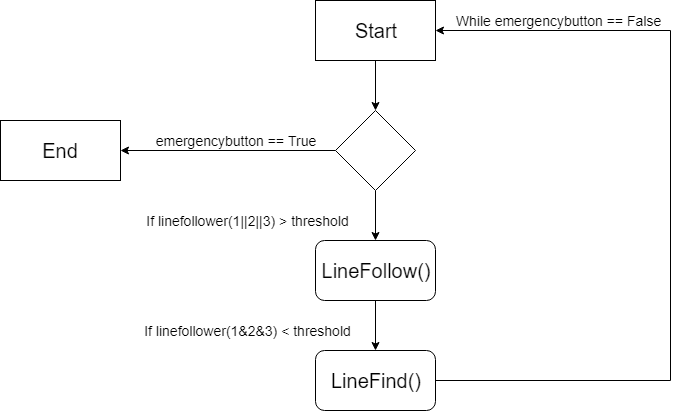 Start
While emergencybutton == False
emergencybutton == True
End
If linefollower(1||2||3) > threshold
LineFollow()
If linefollower(1&2&3) < threshold
LineFind()